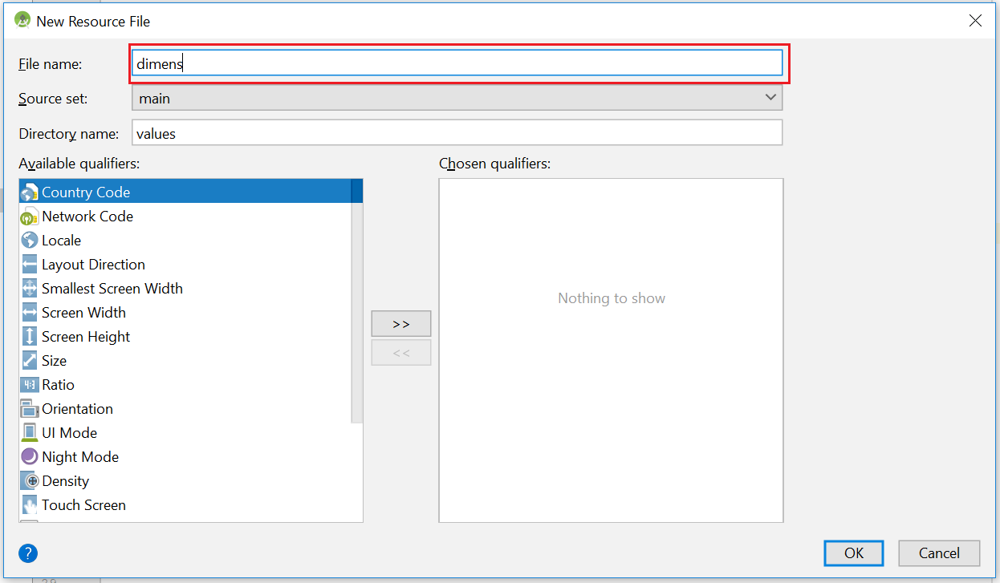 New Resource File
File name: dimens
Source set: main
Directory name: values
Available qualifiers: Chosen qualifiers:
Country Code
Network Code
Locale
Layout Direction
Smallest Screen Width
Screen Width
Screen Height
Size
Ratio
Orientation
UI Mode
Night Mode
Density
Touch Screen
>>
<<
Nothing to show
?
OK Cancel